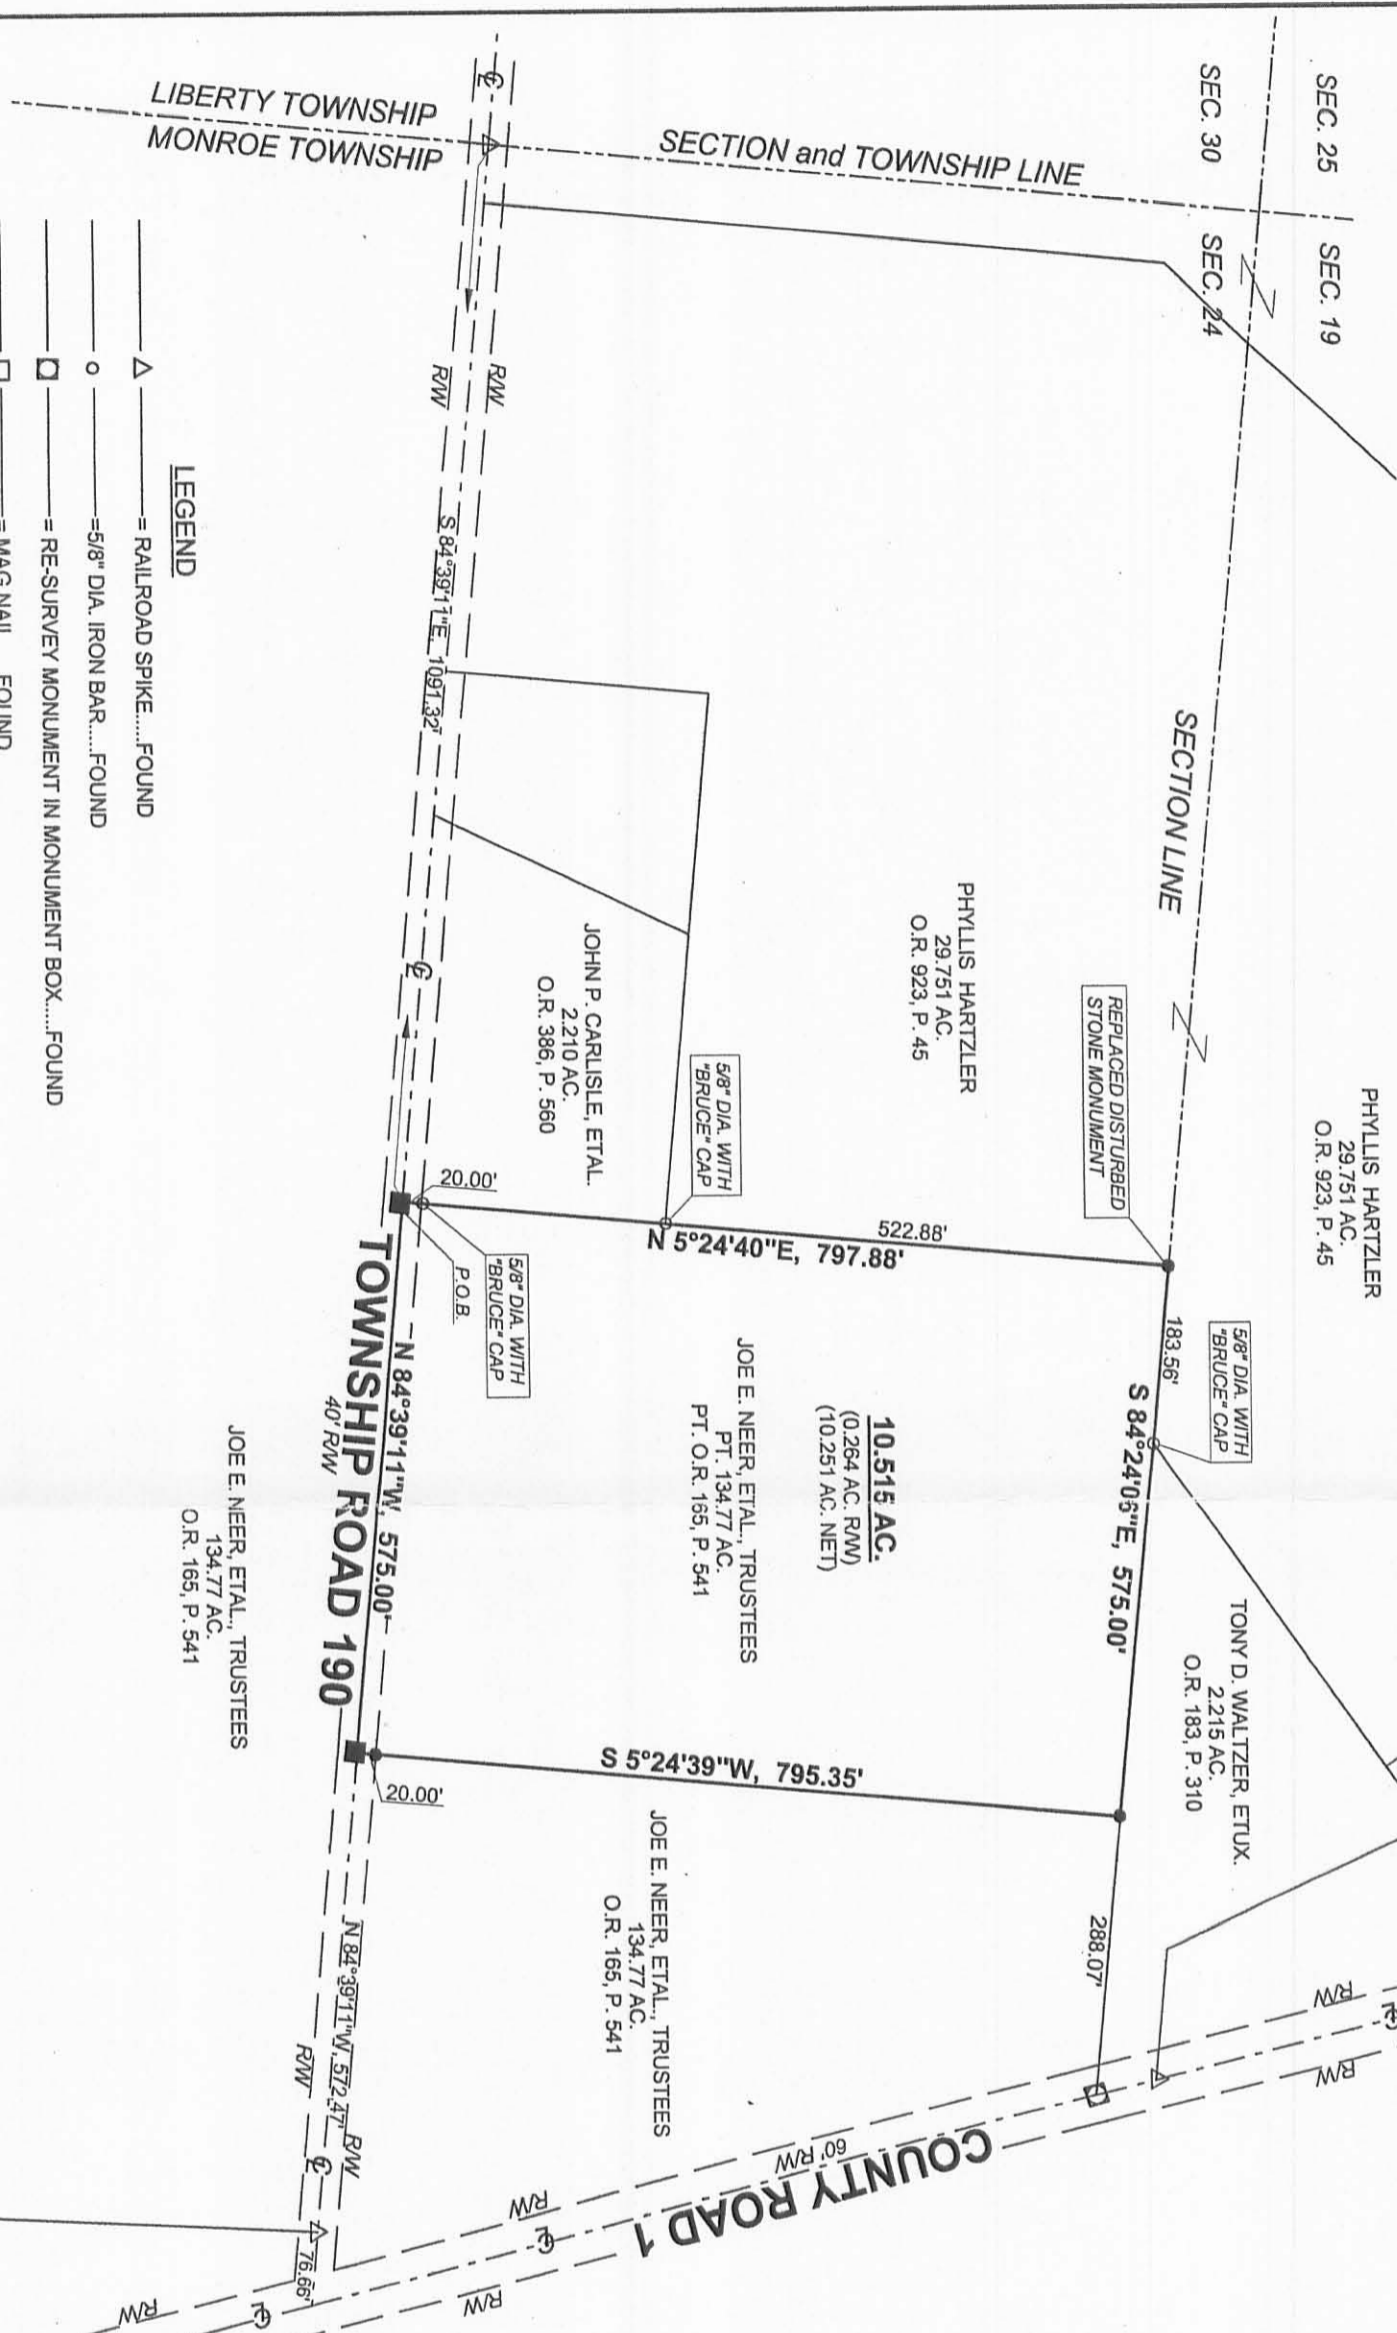 SEC. 25
SEC. 19
SEC. 30
SEC. 24
LIBERTY TOWNSHIP
MONROE TOWNSHIP
SECTION and TOWNSHIP LINE
SECTION LINE
PHYLLIS HARTZLER
29.751 AC.
O.R. 923, P. 45
PHYLLIS HARTZLER
29.751 AC.
O.R. 923, P. 45
REPLACED DISTURBED
STONE MONUMENT
183.56'
5/8" DIA. WITH
"BRUCE" CAP
S 84°24'06"E, 575.00'
TONY D. WALTZER, ETUX.
2.215 AC.
O.R. 183, P. 310
288.07'
R/W
R/W
5/8" DIA. WITH
"BRUCE" CAP
522.88'
N 5°24'40"E, 797.88'
10.515 AC.
(0.264 AC. R/W)
(10.251 AC. NET)
JOE E. NEER, ETAL., TRUSTEES
PT. 134.77 AC.
PT. O.R. 165, P. 541
S 5°24'39"W, 795.35'
JOE E. NEER, ETAL., TRUSTEES
134.77 AC.
O.R. 165, P. 541
COUNTY ROAD 1
60' R/W
R/W
R/W
R/W
JOHN P. CARLISLE, ETAL.
2.210 AC.
O.R. 386, P. 560
20.00'
5/8" DIA. WITH
"BRUCE" CAP
P.O.B.
R/W
R/W
S 84°39'11"E, 1091.32'
N 84°39'11"W, 575.00'
TOWNSHIP ROAD 190
40' R/W
20.00'
N 84°39'11"W, 572.47'
R/W
R/W
76.66'
JOE E. NEER, ETAL., TRUSTEES
134.77 AC.
O.R. 165, P. 541
LEGEND
= RAILROAD SPIKE.....FOUND
=5/8" DIA. IRON BAR.....FOUND
= RE-SURVEY MONUMENT IN MONUMENT BOX.....FOUND
= MAG NAIL.....FOUND